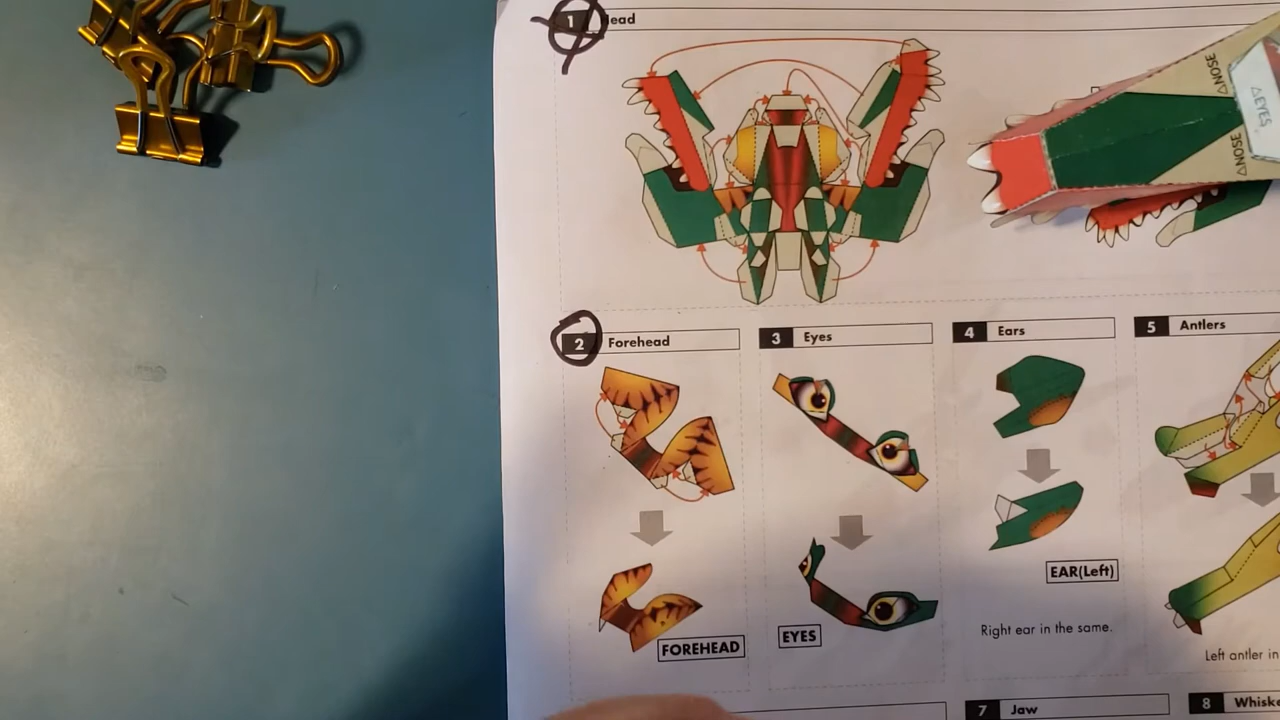 1 ead
△NOSE
△EYES
△NOSE
2 Forehead
3 Eyes
4 Ears
5 Antlers
EAR(Left)
FOREHEAD
EYES
Right ear in the same.
Left antler in
7 Jaw
8 Whisk